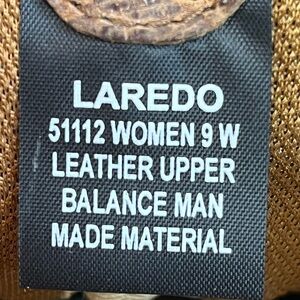 LAREDO
51112 WOMEN 9 W
LEATHER UPPER
BALANCE MAN
MADE MATERIAL